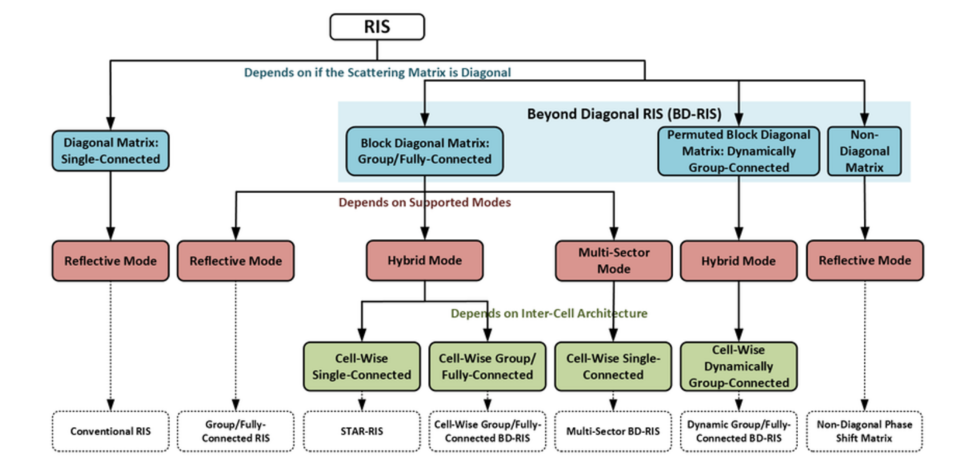 RIS
Depends on if the Scattering Matrix is Diagonal
Beyond Diagonal RIS (BD-RIS)
Diagonal Matrix:
Single-Connected
Block Diagonal Matrix:
Group/Fully-Connected
Permuted Block Diagonal
Matrix: Dynamically
Group-Connected
Non-
Diagonal
Matrix
Depends on Supported Modes
Reflective Mode
Reflective Mode
Hybrid Mode
Multi-Sector
Mode
Hybrid Mode
Reflective Mode
Depends on Inter-Cell Architecture
Cell-Wise
Single-Connected
Cell-Wise Group/
Fully-Connected
Cell-Wise Single-
Connected
Cell-Wise
Dynamically
Group-Connected
Conventional RIS
Group/Fully-
Connected RIS
STAR-RIS
Cell-Wise Group/Fully-
Connected BD-RIS
Multi-Sector BD-RIS
Dynamic Group/Fully-
Connected BD-RIS
Non-Diagonal Phase
Shift Matrix